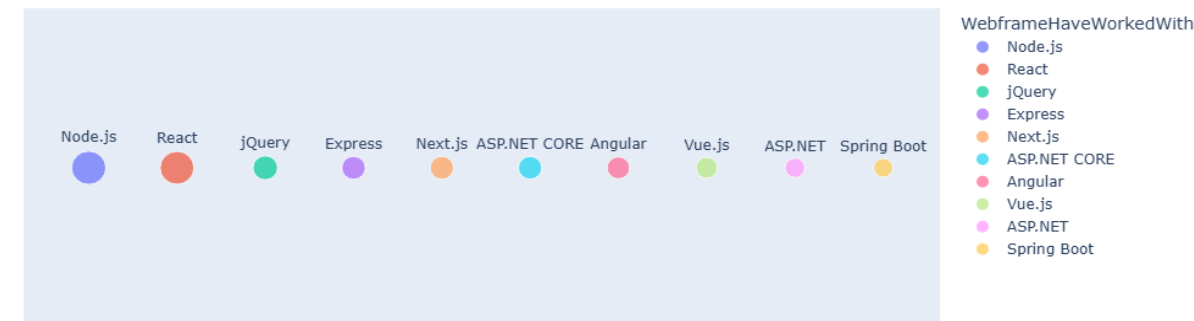 Node.js React jQuery Express Next.js ASP.NET CORE Angular Vue.js ASP.NET Spring Boot
WebframeHaveWorkedWith
Node.js
React
jQuery
Express
Next.js
ASP.NET CORE
Angular
Vue.js
ASP.NET
Spring Boot